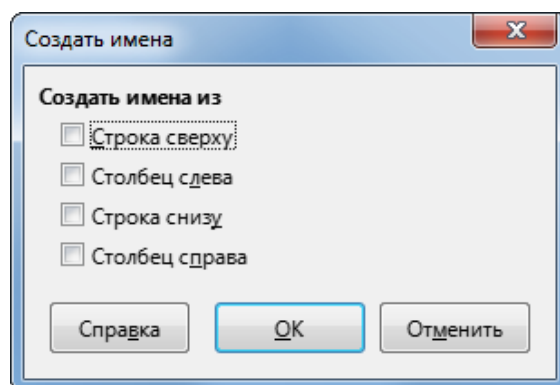 Создать имена
Создать имена из
Строка сверху
Столбец слева
Строка снизу
Столбец справа
Справка
OK
Отменить